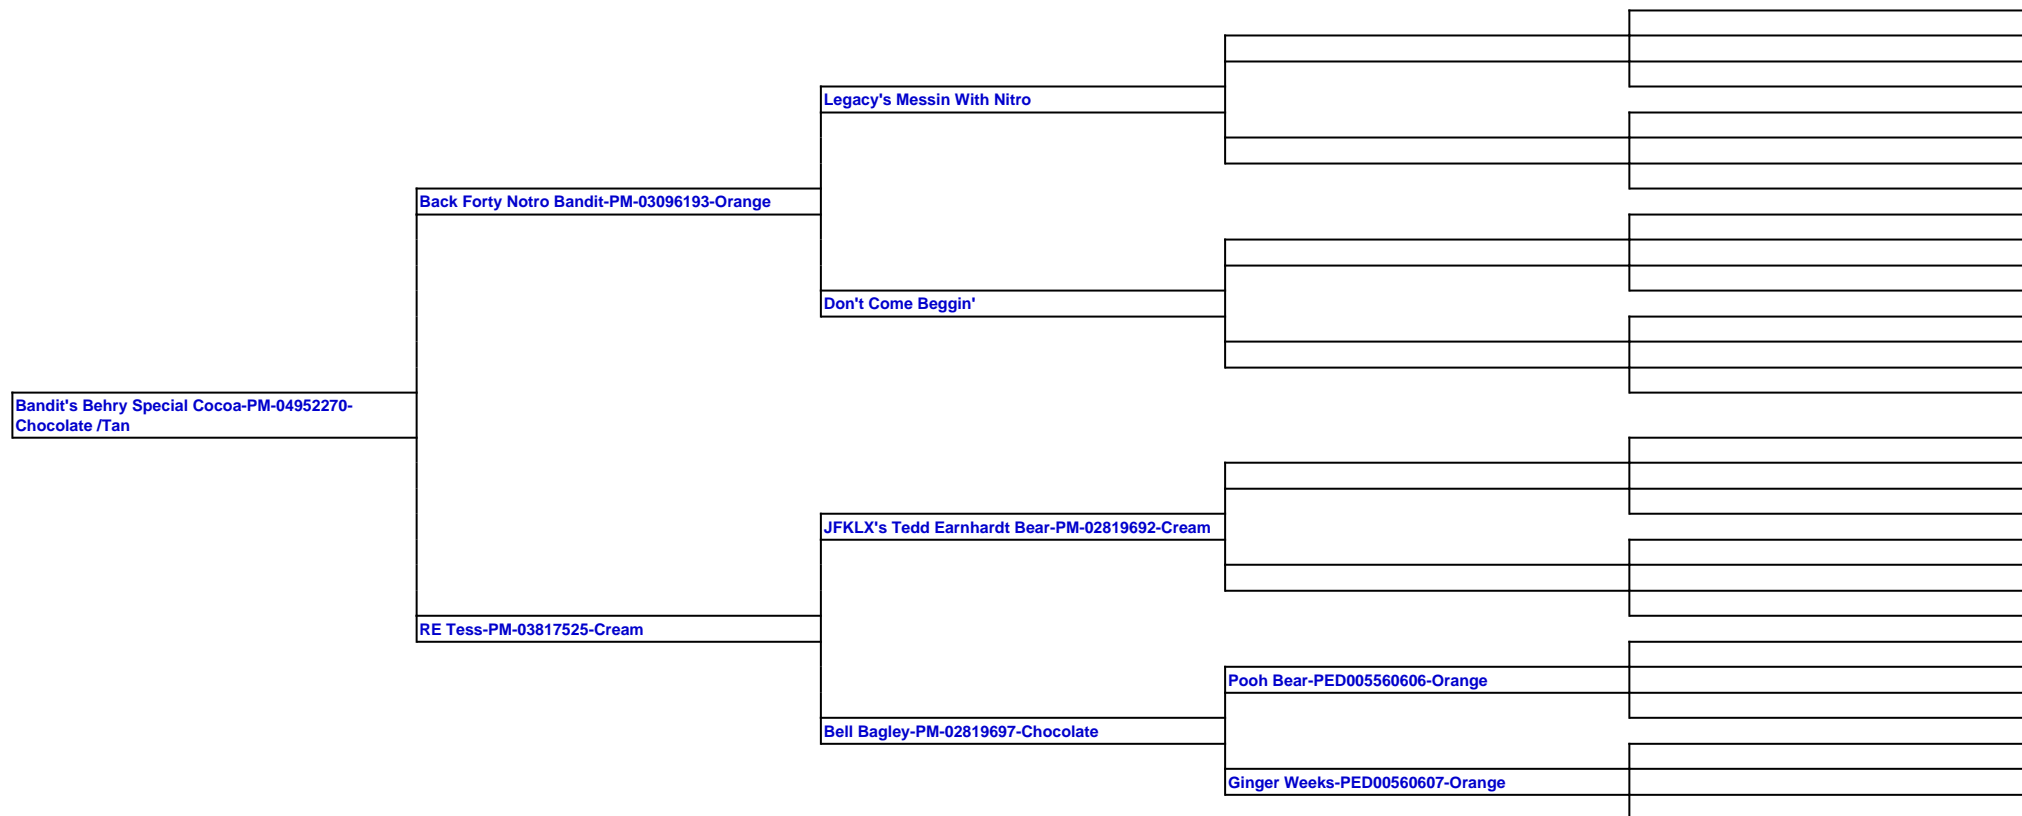 Legacy's Messin With Nitro
Back Forty Notro Bandit-PM-03096193-Orange
Don't Come Beggin'
Bandit's Behry Special Cocoa-PM-04952270-
Chocolate /Tan
JFKLX's Tedd Earnhardt Bear-PM-02819692-Cream
RE Tess-PM-03817525-Cream
Pooh Bear-PED005560606-Orange
Bell Bagley-PM-02819697-Chocolate
Ginger Weeks-PED00560607-Orange